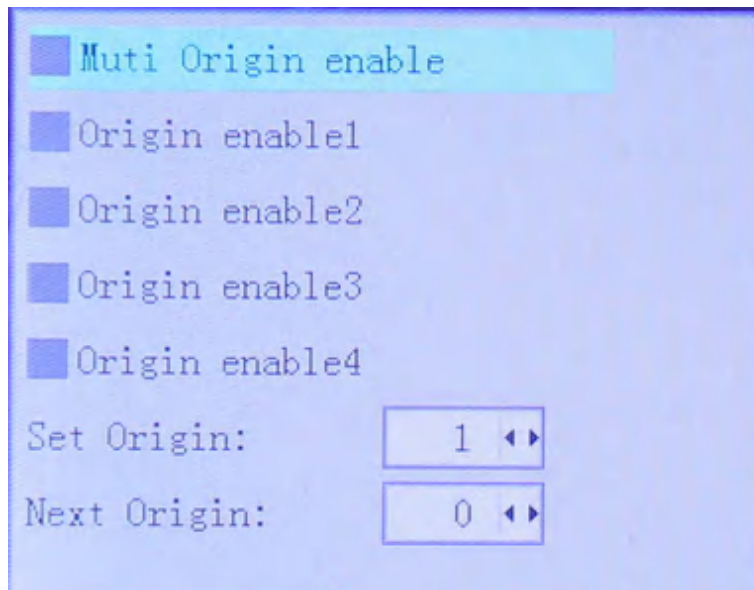 Muti Origin enable
Origin enable1
Origin enable2
Origin enable3
Origin enable4
Set Origin: 1
Next Origin: 0